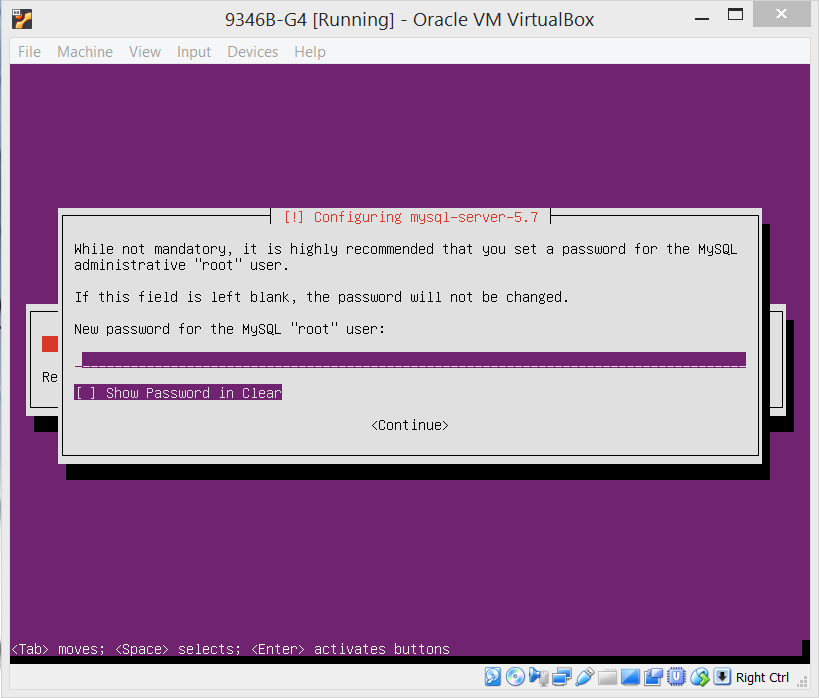 9346B-G4 [Running] - Oracle VM VirtualBox
File Machine View Input Devices Help
[!] Configuring mysql-server-5.7
While not mandatory, it is highly recommended that you set a password for the MySQL
administrative "root" user.
If this field is left blank, the password will not be changed.
New password for the MySQL "root" user:
Re
[ ] Show Password in Clear
<Continue>
<Tab> moves; <Space> selects; <Enter> activates buttons
Right Ctrl